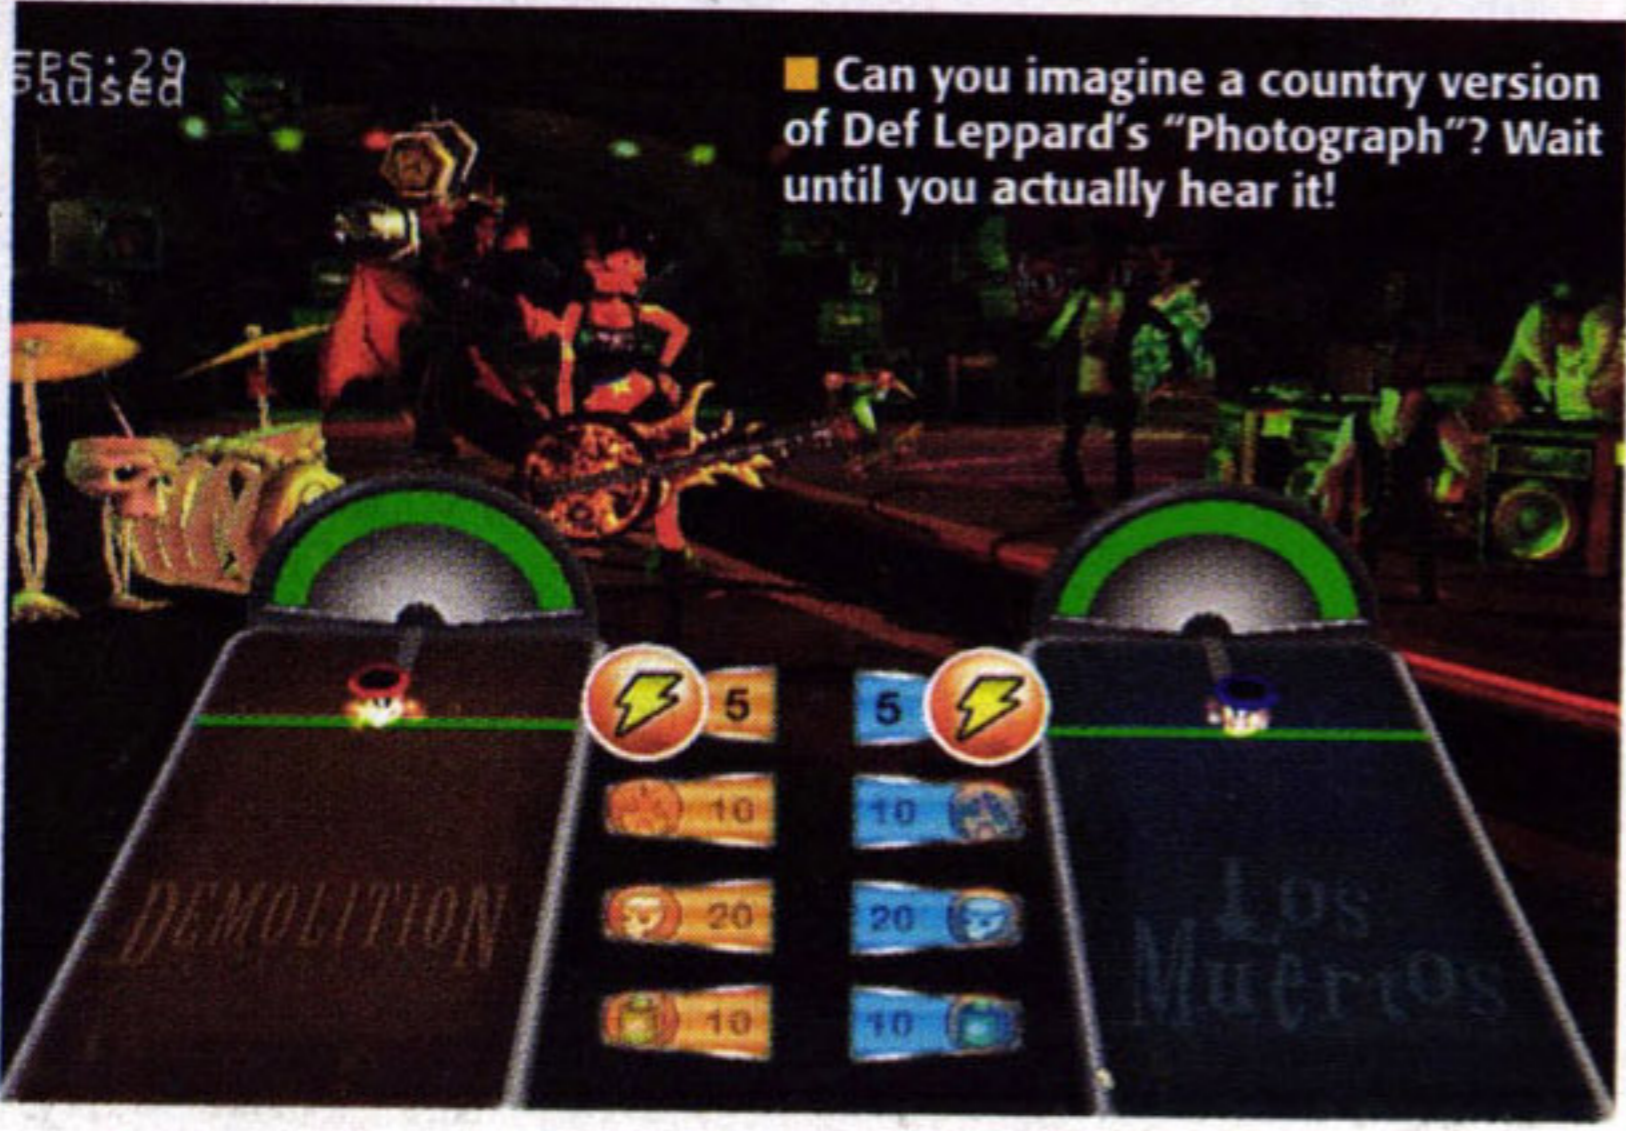 FPS:29
Paused
Can you imagine a country version
of Def Leppard's "Photograph"? Wait
until you actually hear it!
5 5
10 10
20 20
10 10
DEMOLITION
Los
Muertos